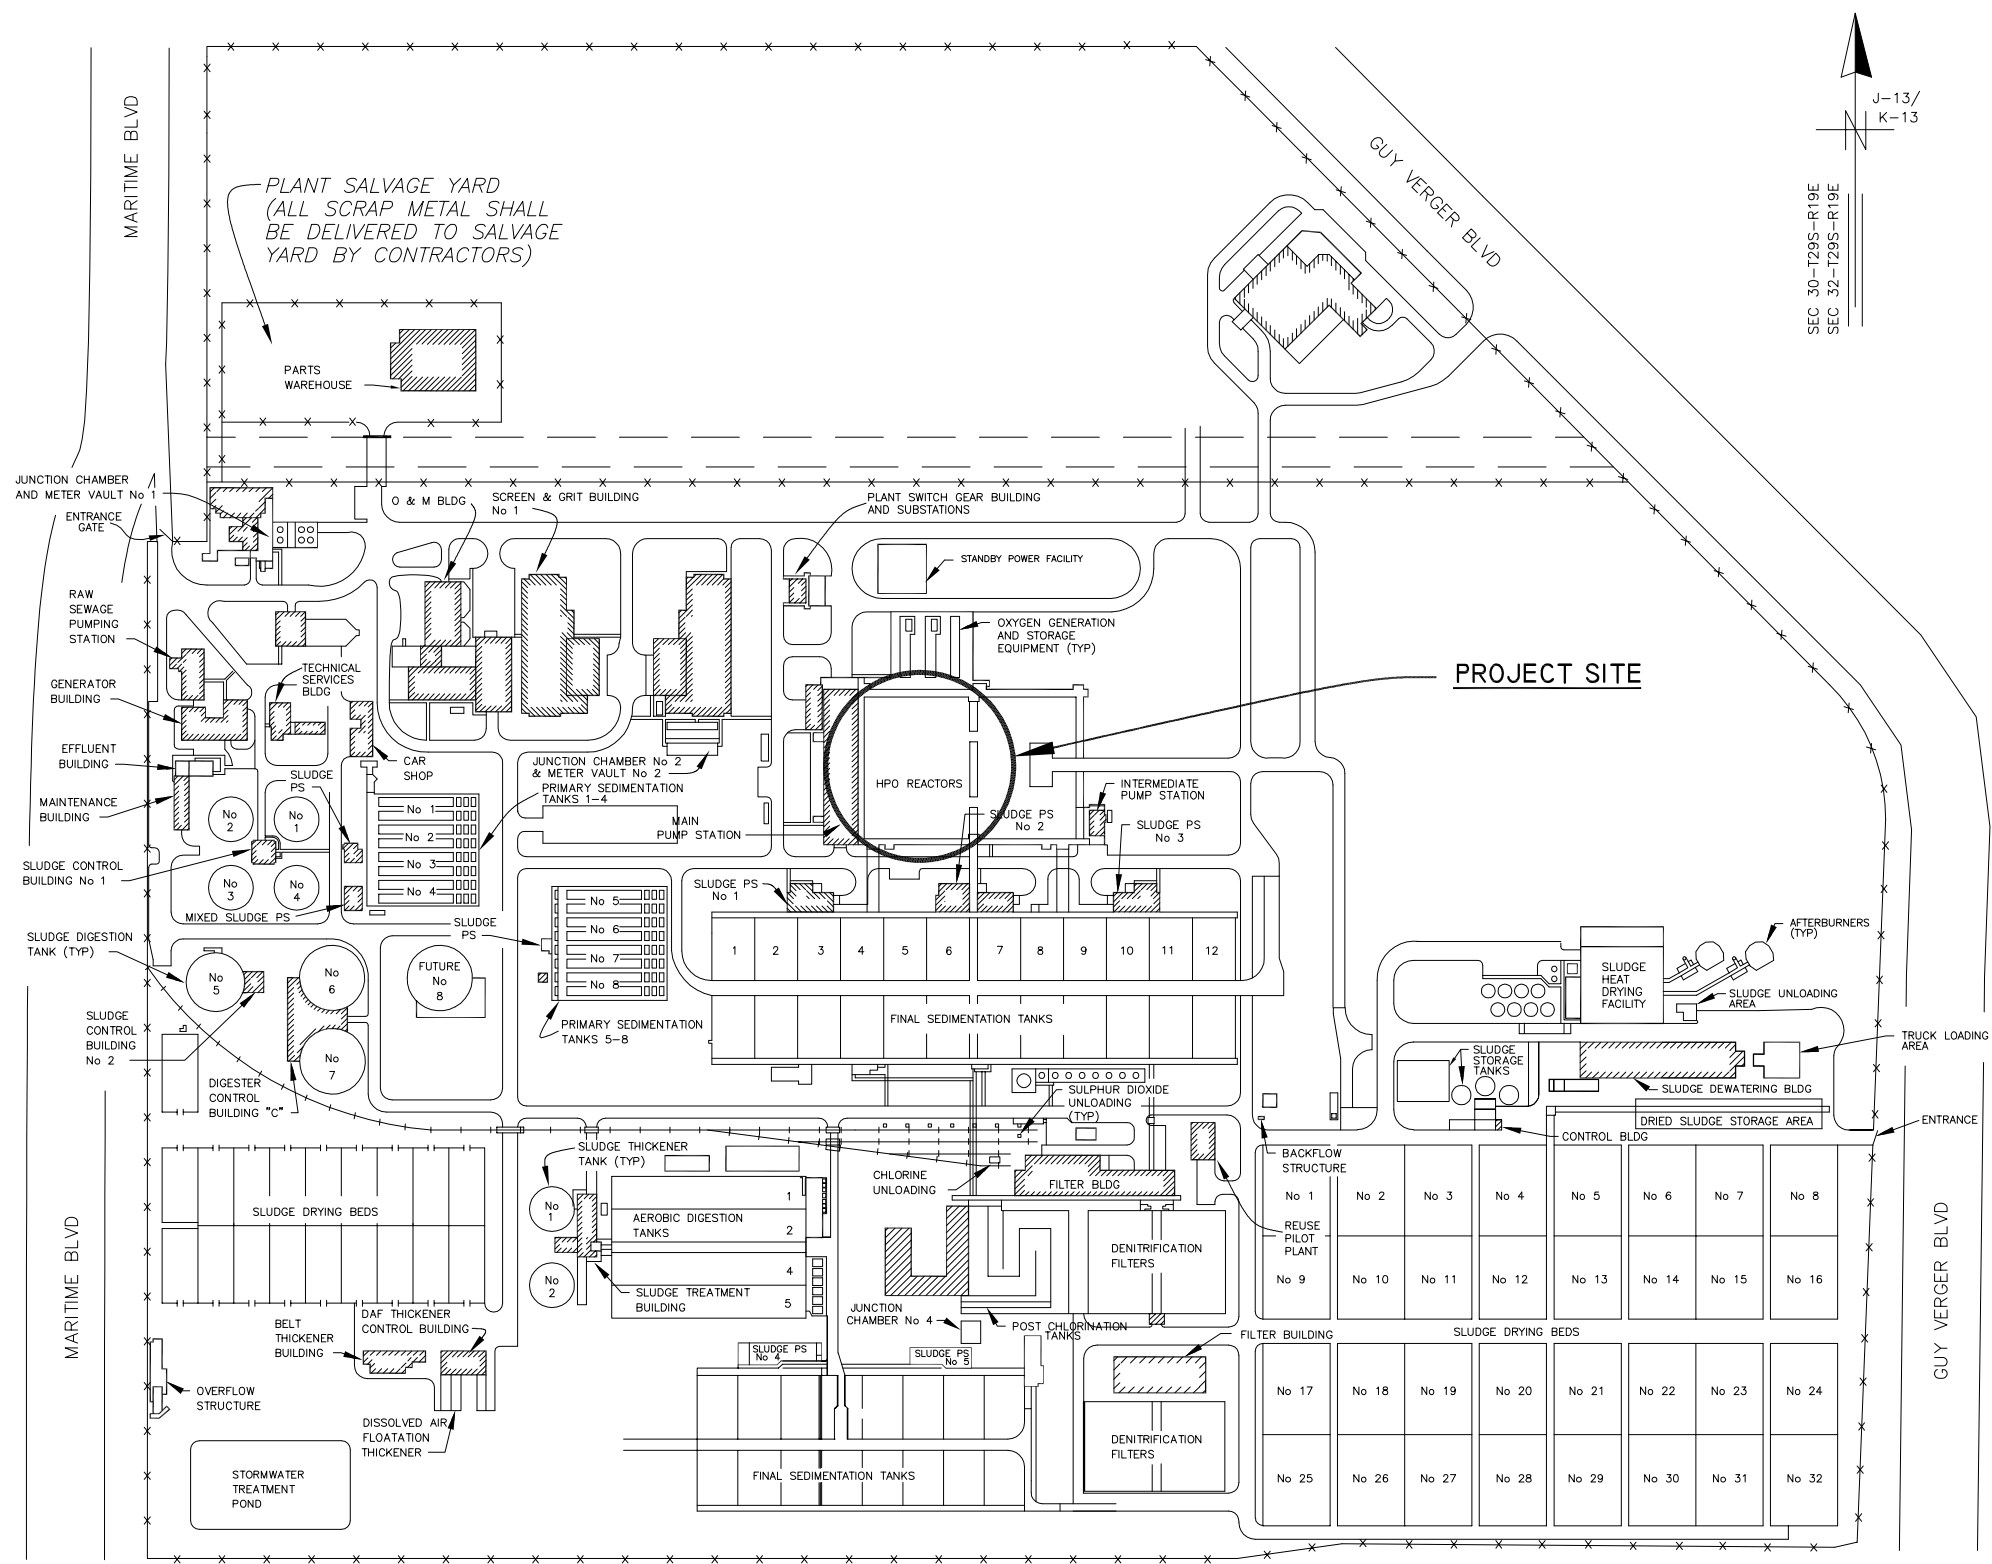 MARITIME BLVD
GUY VERGER BLVD
J-13/
K-13
SEC 30-T29S-R19E
SEC 32-T29S-R19E
PLANT SALVAGE YARD
(ALL SCRAP METAL SHALL
BE DELIVERED TO SALVAGE
YARD BY CONTRACTORS)
PARTS
WAREHOUSE
JUNCTION CHAMBER
AND METER VAULT No 1
ENTRANCE
GATE
O & M BLDG
SCREEN & GRIT BUILDING
No 1
PLANT SWITCH GEAR BUILDING
AND SUBSTATIONS
STANDBY POWER FACILITY
RAW
SEWAGE
PUMPING
STATION
OXYGEN GENERATION
AND STORAGE
EQUIPMENT (TYP)
PROJECT SITE
GENERATOR
BUILDING
TECHNICAL
SERVICES
BLDG
EFFLUENT
BUILDING
MAINTENANCE
BUILDING
SLUDGE
PS
CAR
SHOP
JUNCTION CHAMBER No 2
& METER VAULT No 2
PRIMARY SEDIMENTATION
TANKS 1-4
HPO REACTORS
INTERMEDIATE
PUMP STATION
MAIN
PUMP STATION
SLUDGE PS
No 2
SLUDGE PS
No 3
No
2
No
1
No
3
No
4
No 1
No 2
No 3
No 4
SLUDGE CONTROL
BUILDING No 1
MIXED SLUDGE PS
SLUDGE PS
No 1
SLUDGE
PS
No 5
No 6
No 7
No 8
SLUDGE DIGESTION
TANK (TYP)
No
5
No
6
No
7
FUTURE
No
8
1
2
3
4
5
6
7
8
9
10
11
12
FINAL SEDIMENTATION TANKS
PRIMARY SEDIMENTATION
TANKS 5-8
SLUDGE
CONTROL
BUILDING
No 2
DIGESTER
CONTROL
BUILDING "C"
AFTERBURNERS
(TYP)
SLUDGE
HEAT
DRYING
FACILITY
SLUDGE UNLOADING
AREA
TRUCK LOADING
AREA
SLUDGE
STORAGE
TANKS
SLUDGE DEWATERING BLDG
DRIED SLUDGE STORAGE AREA
CONTROL BLDG
ENTRANCE
SULPHUR DIOXIDE
UNLOADING
(TYP)
BACKFLOW
STRUCTURE
SLUDGE THICKENER
TANK (TYP)
CHLORINE
UNLOADING
FILTER BLDG
REUSE
PILOT
PLANT
SLUDGE DRYING BEDS
No
1
No
2
AEROBIC DIGESTION
TANKS
1
2
4
5
DENITRIFICATION
FILTERS
SLUDGE TREATMENT
BUILDING
JUNCTION
CHAMBER No 4
POST CHLORINATION
TANKS
No 1
No 2
No 3
No 4
No 5
No 6
No 7
No 8
No 9
No 10
No 11
No 12
No 13
No 14
No 15
No 16
SLUDGE DRYING BEDS
FILTER BUILDING
BELT
THICKENER
BUILDING
DAF THICKENER
CONTROL BUILDING
SLUDGE PS
No 4
SLUDGE PS
No 5
OVERFLOW
STRUCTURE
DISSOLVED AIR
FLOATATION
THICKENER
No 17
No 18
No 19
No 20
No 21
No 22
No 23
No 24
No 25
No 26
No 27
No 28
No 29
No 30
No 31
No 32
DENITRIFICATION
FILTERS
FINAL SEDIMENTATION TANKS
STORMWATER
TREATMENT
POND
MARITIME BLVD
GUY VERGER BLVD